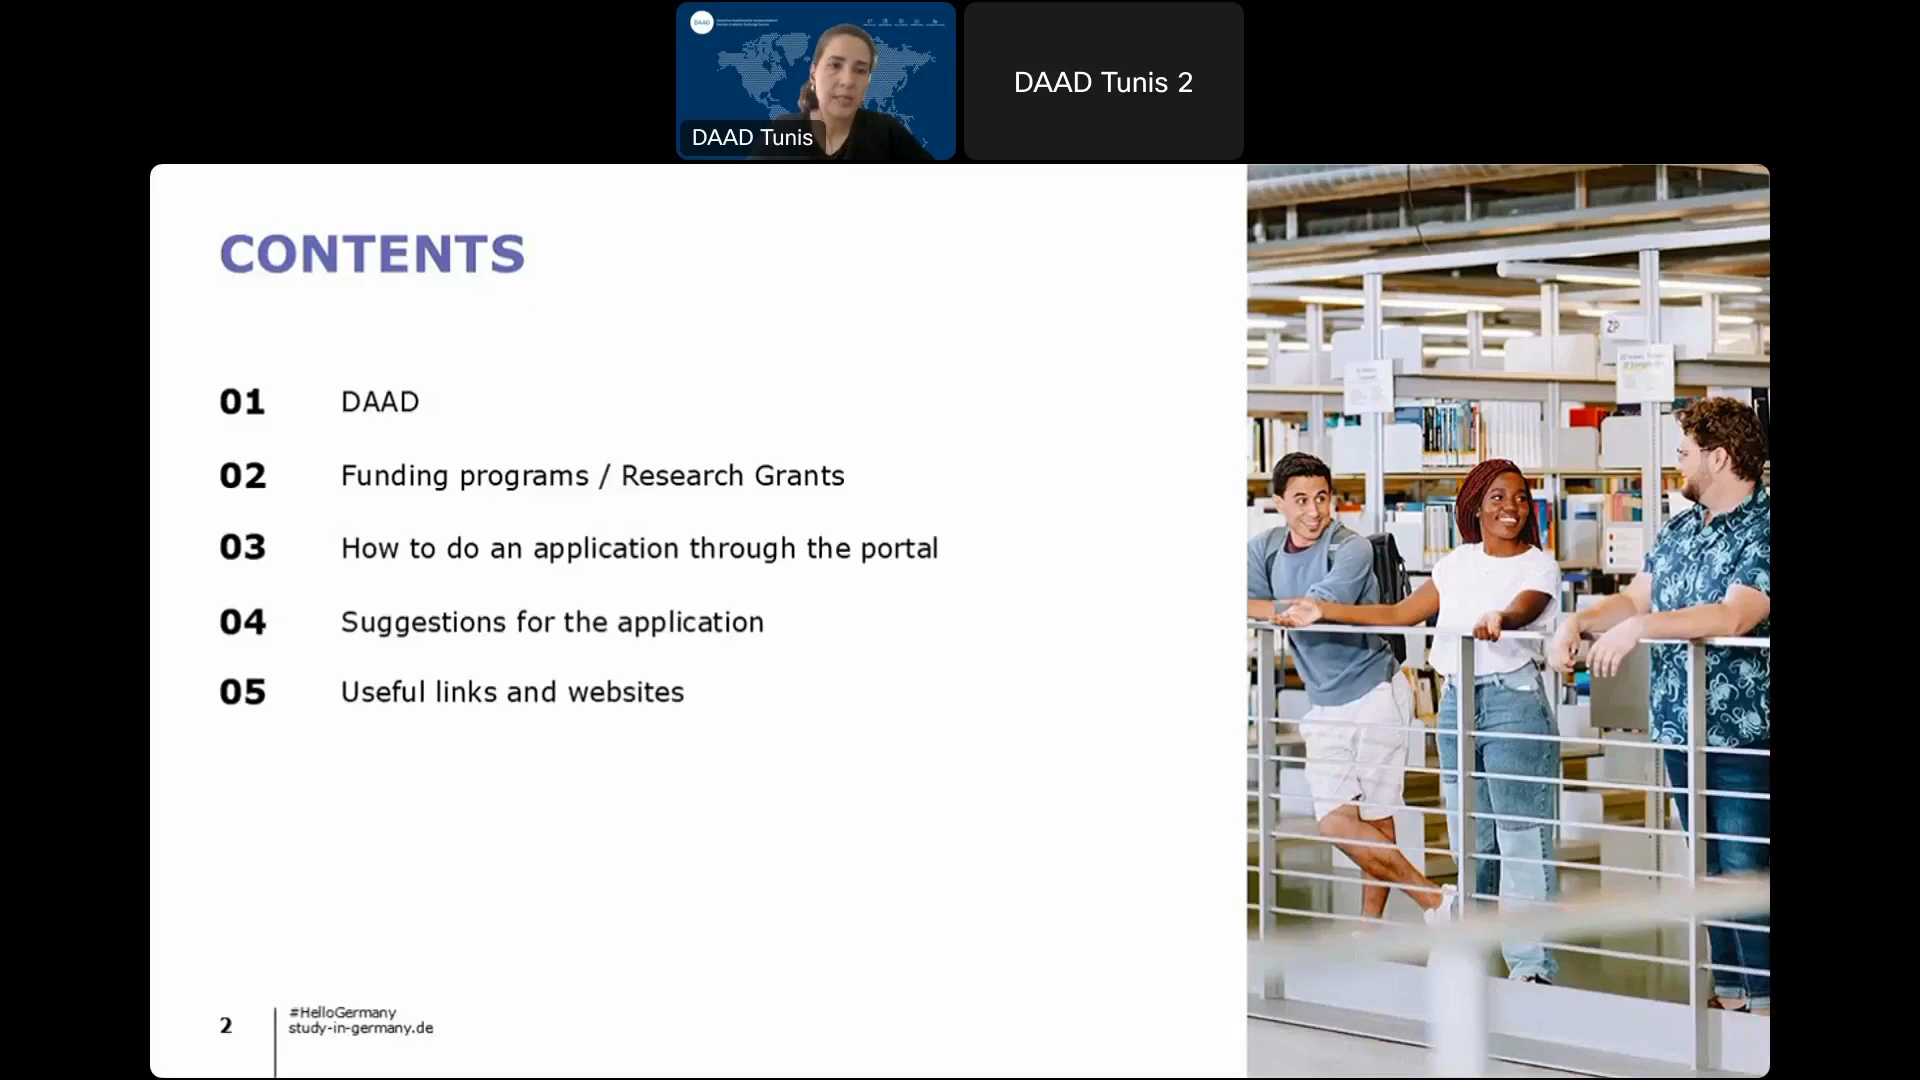 DAAD
DAAD Tunis
DAAD Tunis 2
CONTENTS
01 DAAD
02 Funding programs / Research Grants
03 How to do an application through the portal
04 Suggestions for the application
05 Useful links and websites
ZP
2
#HelloGermany
study-in-germany.de